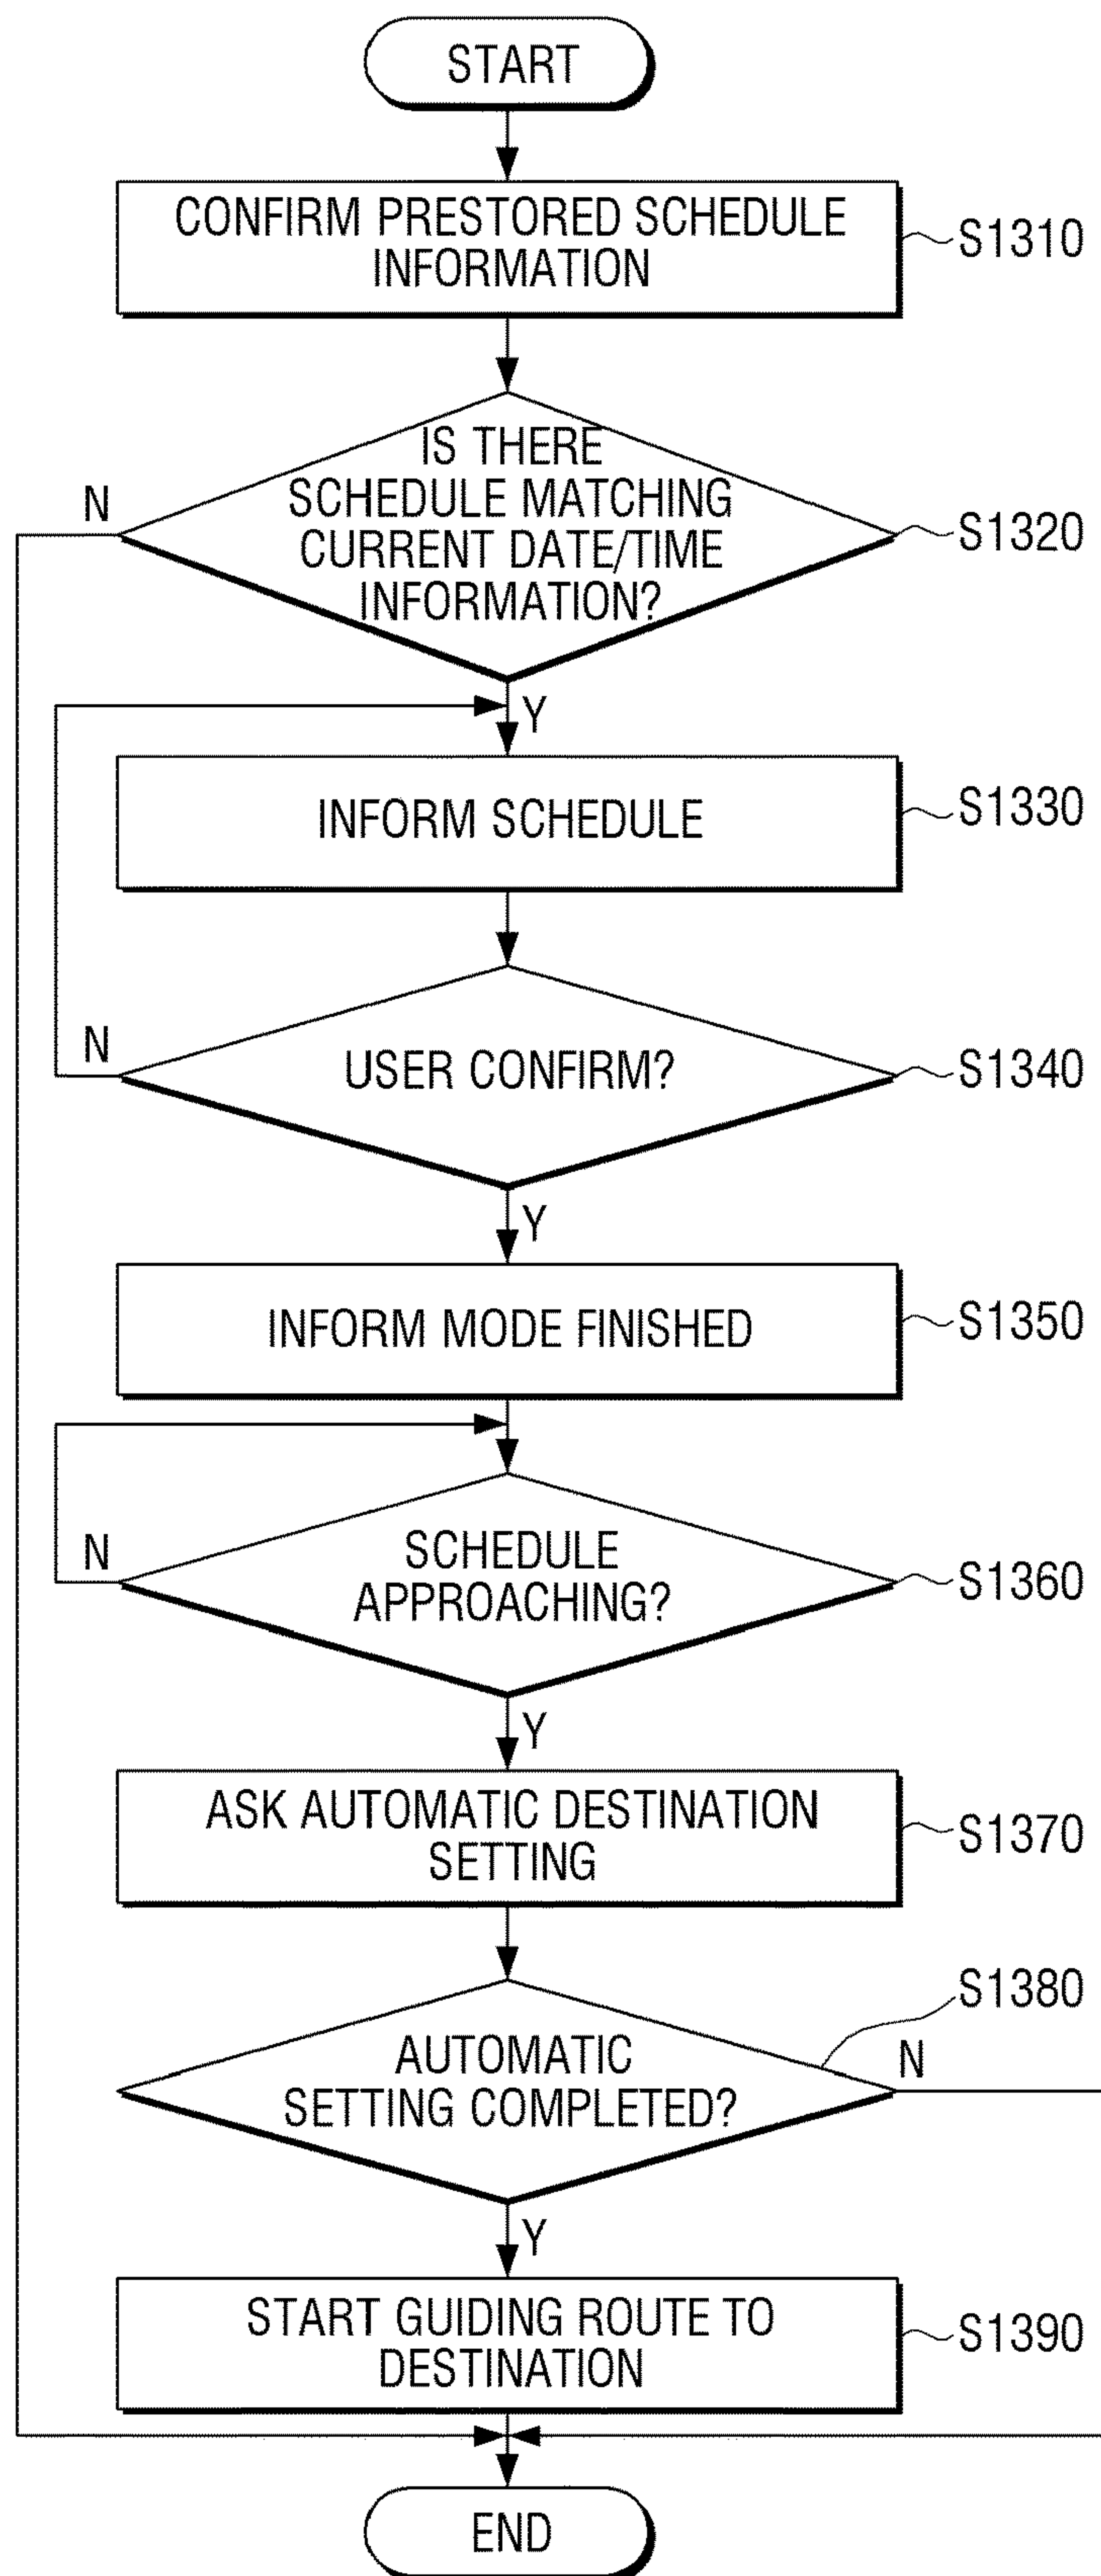 START
CONFIRM PRESTORED SCHEDULE
INFORMATION
S1310
IS THERE
SCHEDULE MATCHING
CURRENT DATE/TIME
INFORMATION?
N
S1320
Y
INFORM SCHEDULE
S1330
N
USER CONFIRM?
S1340
Y
INFORM MODE FINISHED
S1350
N
SCHEDULE
APPROACHING?
S1360
Y
ASK AUTOMATIC DESTINATION
SETTING
S1370
S1380
AUTOMATIC
SETTING COMPLETED?
N
Y
START GUIDING ROUTE TO
DESTINATION
S1390
END